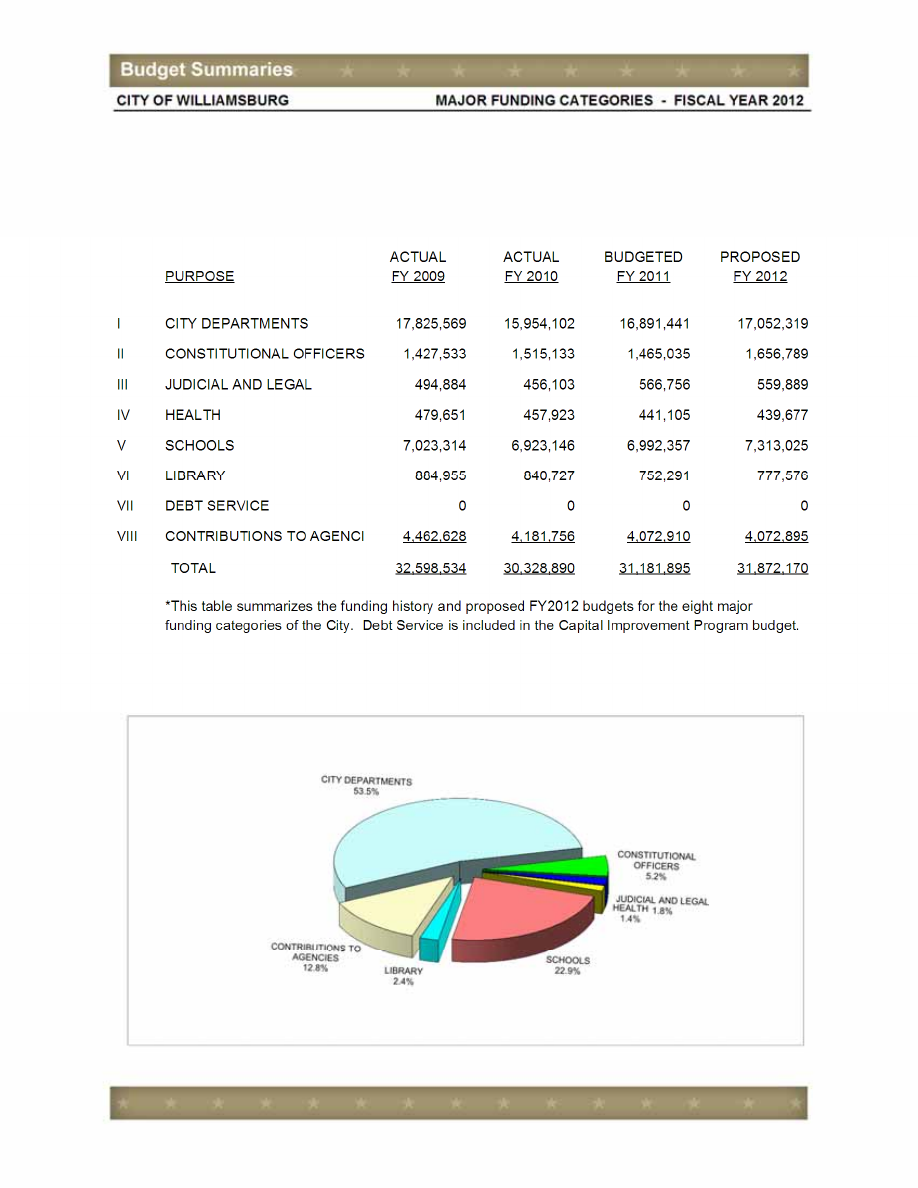 Budget Summaries
CITY OF WILLIAMSBURG MAJOR FUNDING CATEGORIES - FISCAL YEAR 2012
ACTUAL ACTUAL BUDGETED PROPOSED
PURPOSE FY 2009 FY 2010 FY 2011 FY 2012
I CITY DEPARTMENTS 17,825,569 15,954,102 16,891,441 17,052,319
II CONSTITUTIONAL OFFICERS 1,427,533 1,515,133 1,465,035 1,656,789
III JUDICIAL AND LEGAL 494,884 456,103 566,756 559,889
IV HEALTH 479,651 457,923 441,105 439,677
V SCHOOLS 7,023,314 6,923,146 6,992,357 7,313,025
VI LIBRARY 884,955 840,727 752,291 777,576
VII DEBT SERVICE 0 0 0 0
VIII CONTRIBUTIONS TO AGENCI 4,462,628 4,181,756 4,072,910 4,072,895
TOTAL 32,598,534 30,328,890 31,181,895 31,872,170
*This table summarizes the funding history and proposed FY2012 budgets for the eight major
funding categories of the City. Debt Service is included in the Capital Improvement Program budget.
CITY DEPARTMENTS
53.5%
CONSTITUTIONAL
OFFICERS
5.2%
JUDICIAL AND LEGAL
1.8%
HEALTH
1.4%
SCHOOLS
22.9%
LIBRARY
2.4%
CONTRIBUTIONS TO
AGENCIES
12.8%